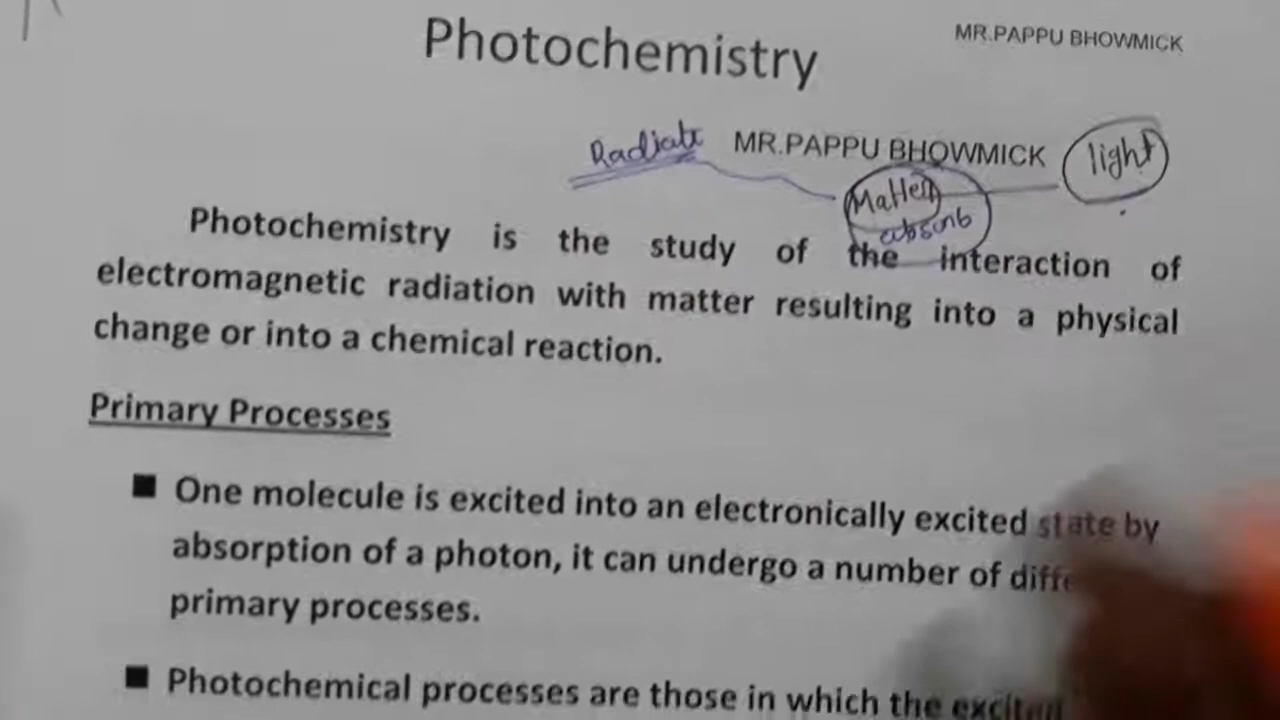 Photochemistry
MR.PAPPU BHOWMICK
Radiate MR.PAPPU BHOWMICK light
Matter
absorb
Photochemistry is the study of the interaction of
electromagnetic radiation with matter resulting into a physical
change or into a chemical reaction.
Primary Processes
■ One molecule is excited into an electronically excited state by
absorption of a photon, it can undergo a number of
primary processes.
■ Photochemical processes are those in which the excited